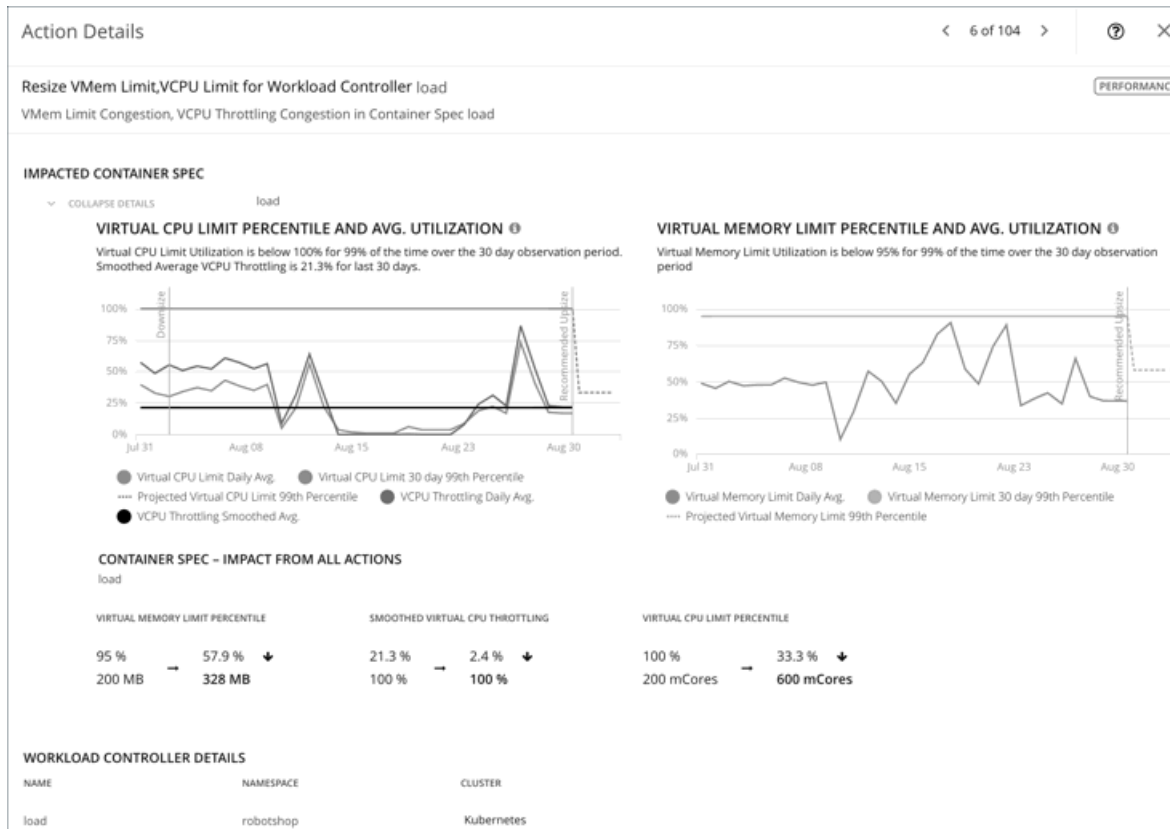 Action Details
6 of 104
Resize VMem Limit,VCPU Limit for Workload Controller load
PERFORMANC
VMem Limit Congestion, VCPU Throttling Congestion in Container Spec load
IMPACTED CONTAINER SPEC
COLLAPSE DETAILS
load
VIRTUAL CPU LIMIT PERCENTILE AND AVG. UTILIZATION
Virtual CPU Limit Utilization is below 100% for 99% of the time over the 30 day observation period.
Smoothed Average VCPU Throttling is 21.3% for last 30 days.
100%
75%
50%
25%
0%
Downsize
Recommended Upsize
Jul 31
Aug 08
Aug 15
Aug 23
Aug 30
Virtual CPU Limit Daily Avg.
Virtual CPU Limit 30 day 99th Percentile
Projected Virtual CPU Limit 99th Percentile
VCPU Throttling Daily Avg.
VCPU Throttling Smoothed Avg.
VIRTUAL MEMORY LIMIT PERCENTILE AND AVG. UTILIZATION
Virtual Memory Limit Utilization is below 95% for 99% of the time over the 30 day observation
period
100%
75%
50%
25%
0%
Recommended Upsize
Jul 31
Aug 08
Aug 15
Aug 23
Aug 30
Virtual Memory Limit Daily Avg.
Virtual Memory Limit 30 day 99th Percentile
Projected Virtual Memory Limit 99th Percentile
CONTAINER SPEC – IMPACT FROM ALL ACTIONS
load
VIRTUAL MEMORY LIMIT PERCENTILE
95 % → 57.9 % ↓
200 MB 328 MB
SMOOTHED VIRTUAL CPU THROTTLING
21.3 % → 2.4 % ↓
100 % 100 %
VIRTUAL CPU LIMIT PERCENTILE
100 % → 33.3 % ↓
200 mCores 600 mCores
WORKLOAD CONTROLLER DETAILS
NAME NAMESPACE CLUSTER
load robotshop Kubernetes